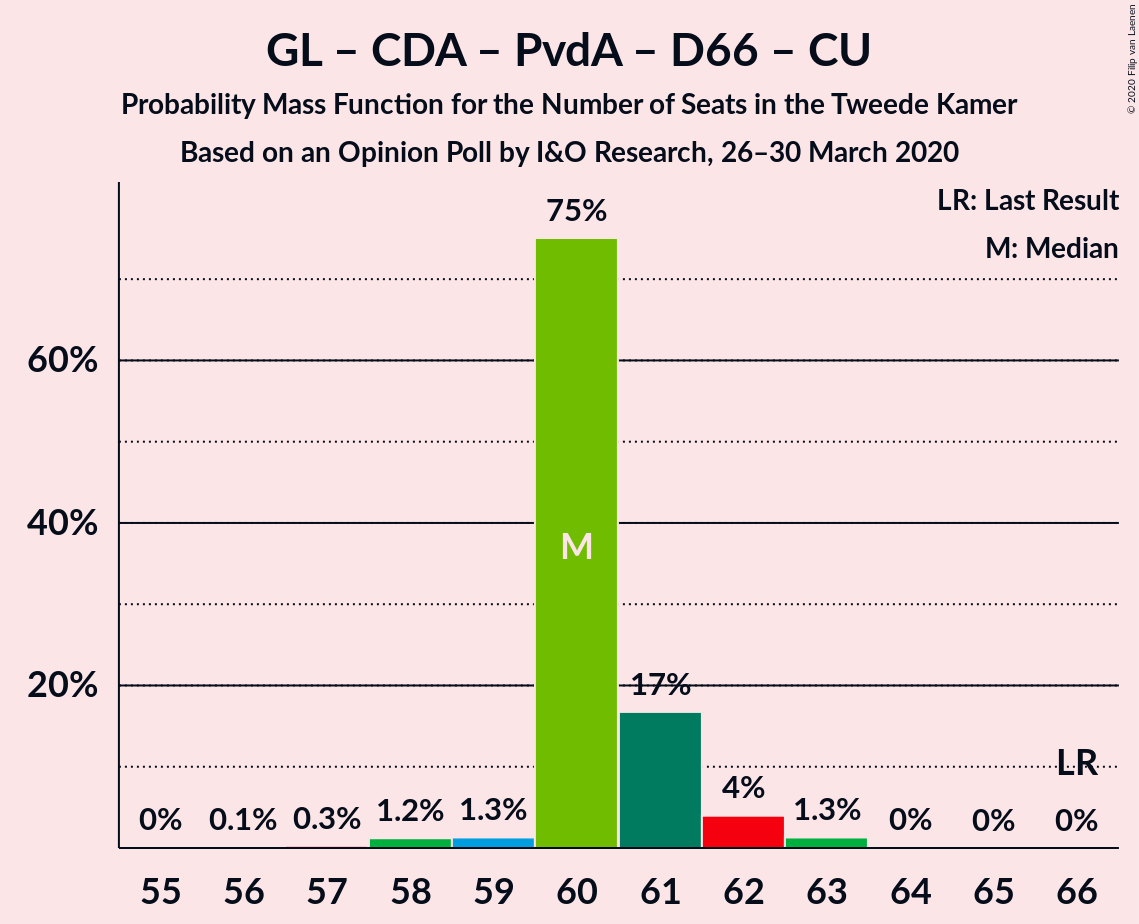 GL – CDA – PvdA – D66 – CU
Probability Mass Function for the Number of Seats in the Tweede Kamer
Based on an Opinion Poll by I&O Research, 26–30 March 2020
© 2020 Filip van Laenen
LR: Last Result
M: Median
75%
60%
40%
M
20%
17%
LR
0% 0.1% 0.3% 1.2% 1.3% 4% 1.3% 0% 0% 0%
55 56 57 58 59 60 61 62 63 64 65 66